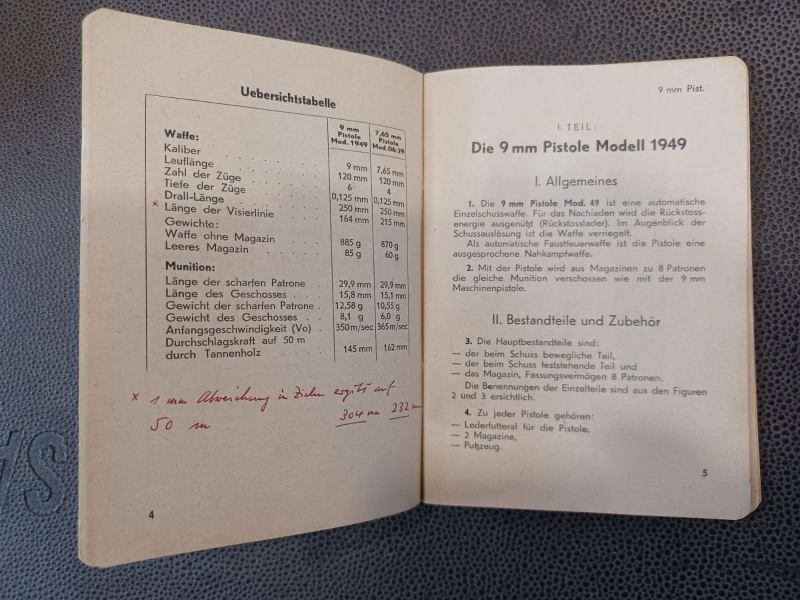 Uebersichtstabelle
9 mm Pistole Mod. 1949
7,65 mm Pistole Mod. 06/29
Waffe:
Kaliber . . . . . . 9 mm 7,65 mm
Lauflänge . . . . . . 120 mm 120 mm
Zahl der Züge . . . . . 6 4
Tiefe der Züge . . . . . 0,125 mm 0,125 mm
Drall-Länge . . . . . . 250 mm 250 mm
x Länge der Visierlinie . . . 164 mm 215 mm
Gewichte:
Waffe ohne Magazin . . . 885 g 870 g
Leeres Magazin . . . . 85 g 60 g
Munition:
Länge der scharfen Patrone . 29,9 mm 29,9 mm
Länge des Geschosses . . . 15,8 mm 15,1 mm
Gewicht der scharfen Patrone . 12,58 g 10,55 g
Gewicht des Geschosses . . 8,1 g 6,0 g
Anfangsgeschwindigkeit (Vo) . 350 m/sec 365 m/sec
Durchschlagskraft auf 50 m
durch Tannenholz . . . . 145 mm 162 mm
x 1 mm Abweichung in Zielen ergibt auf
50 m 304 mm 232 m
4
9 mm Pist.
I. TEIL:
Die 9 mm Pistole Modell 1949
I. Allgemeines
1. Die 9 mm Pistole Mod. 49 ist eine automatische
Einzelschusswaffe. Für das Nachladen wird die Rückstoss-
energie ausgenützt (Rückstosslader). Im Augenblick der
Schussauslösung ist die Waffe verriegelt.
Als automatische Faustfeuerwaffe ist die Pistole eine
ausgesprochene Nahkampfwaffe.
2. Mit der Pistole wird aus Magazinen zu 8 Patronen
die gleiche Munition verschossen wie mit der 9 mm
Maschinenpistole.
II. Bestandteile und Zubehör
3. Die Hauptbestandteile sind:
— der beim Schuss bewegliche Teil,
— der beim Schuss feststehende Teil und
— das Magazin, Fassungsvermögen 8 Patronen.
Die Benennungen der Einzelteile sind aus den Figuren
2 und 3 ersichtlich.
4. Zu jeder Pistole gehören:
— Lederfutteral für die Pistole,
— 2 Magazine,
— Putzzeug.
5